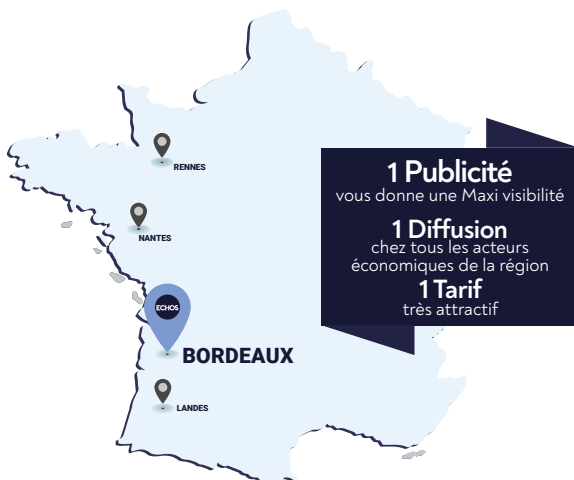 RENNES
1 Publicité
vous donne une Maxi visibilité
NANTES
1 Diffusion
chez tous les acteurs
économiques de la région
1 Tarif
très attractif
ECHOS
BORDEAUX
LANDES